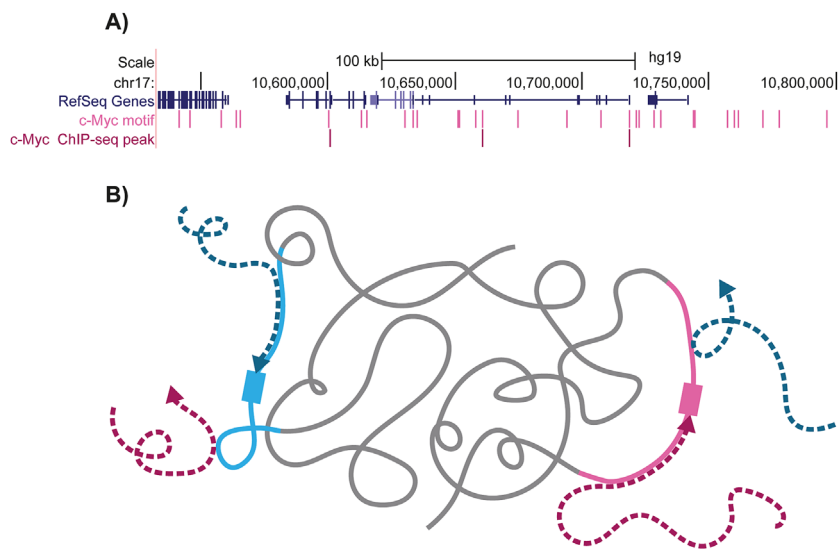 A)
Scale 100 kb hg19
chr17: 10,600,000 10,650,000 10,700,000 10,750,000 10,800,000
RefSeq Genes
c-Myc motif
c-Myc ChIP-seq peak
B)